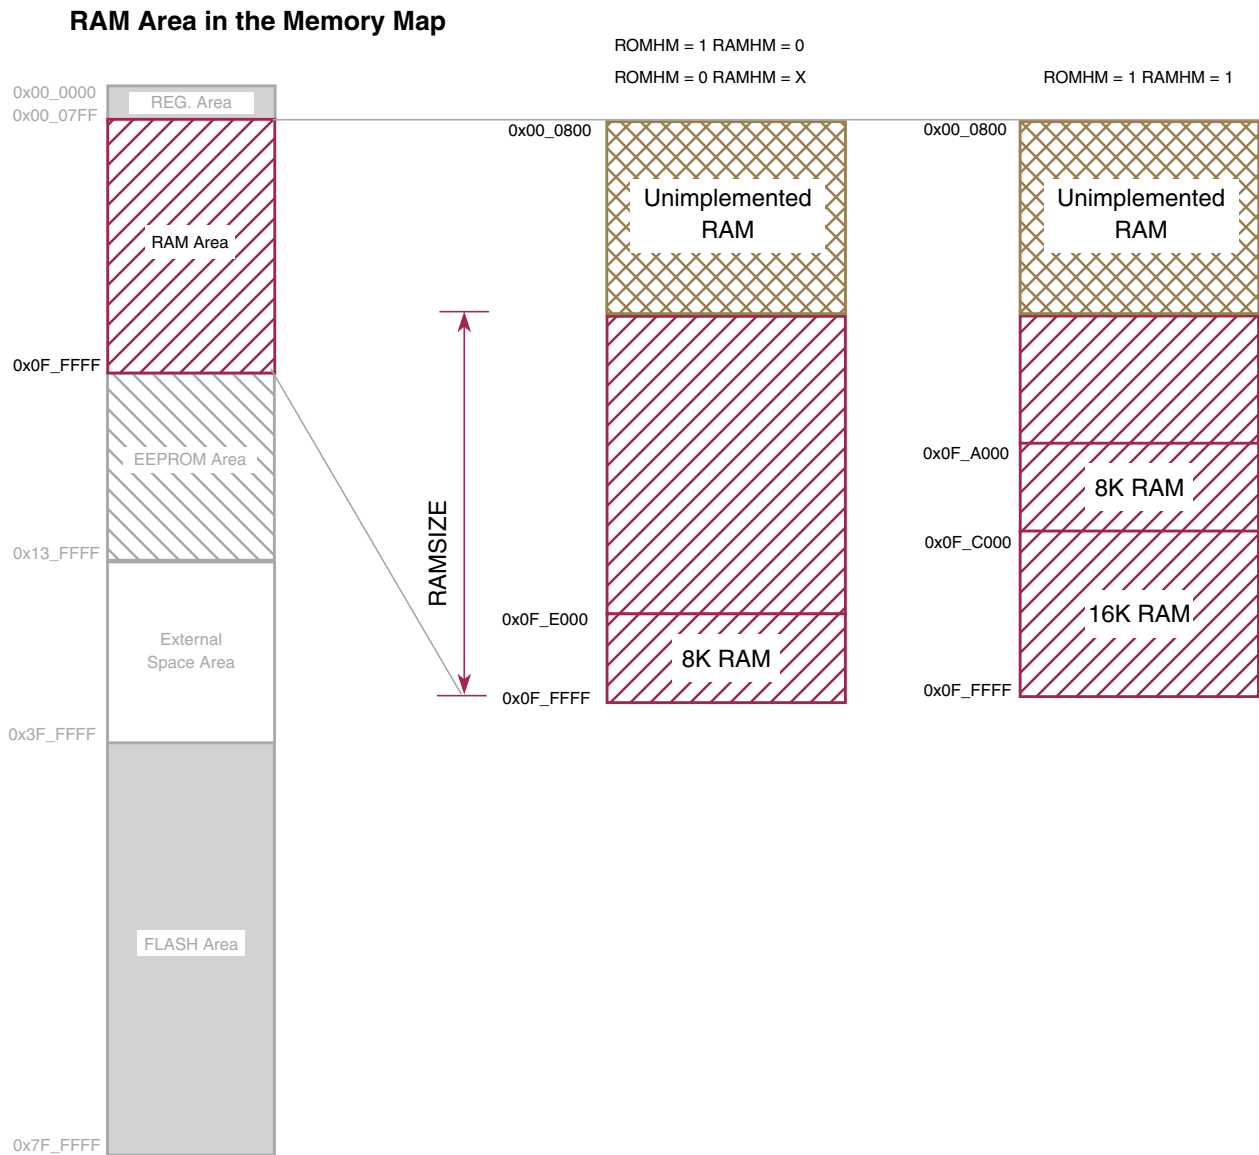 RAM Area in the Memory Map
ROMHM = 1 RAMHM = 0
ROMHM = 0 RAMHM = X
ROMHM = 1 RAMHM = 1
0x00_0000
REG. Area
0x00_07FF
RAM Area
0x0F_FFFF
EEPROM Area
0x13_FFFF
External
Space Area
0x3F_FFFF
FLASH Area
0x7F_FFFF
RAMSIZE
0x00_0800
Unimplemented
RAM
0x0F_E000
8K RAM
0x0F_FFFF
0x00_0800
Unimplemented
RAM
0x0F_A000
8K RAM
0x0F_C000
16K RAM
0x0F_FFFF